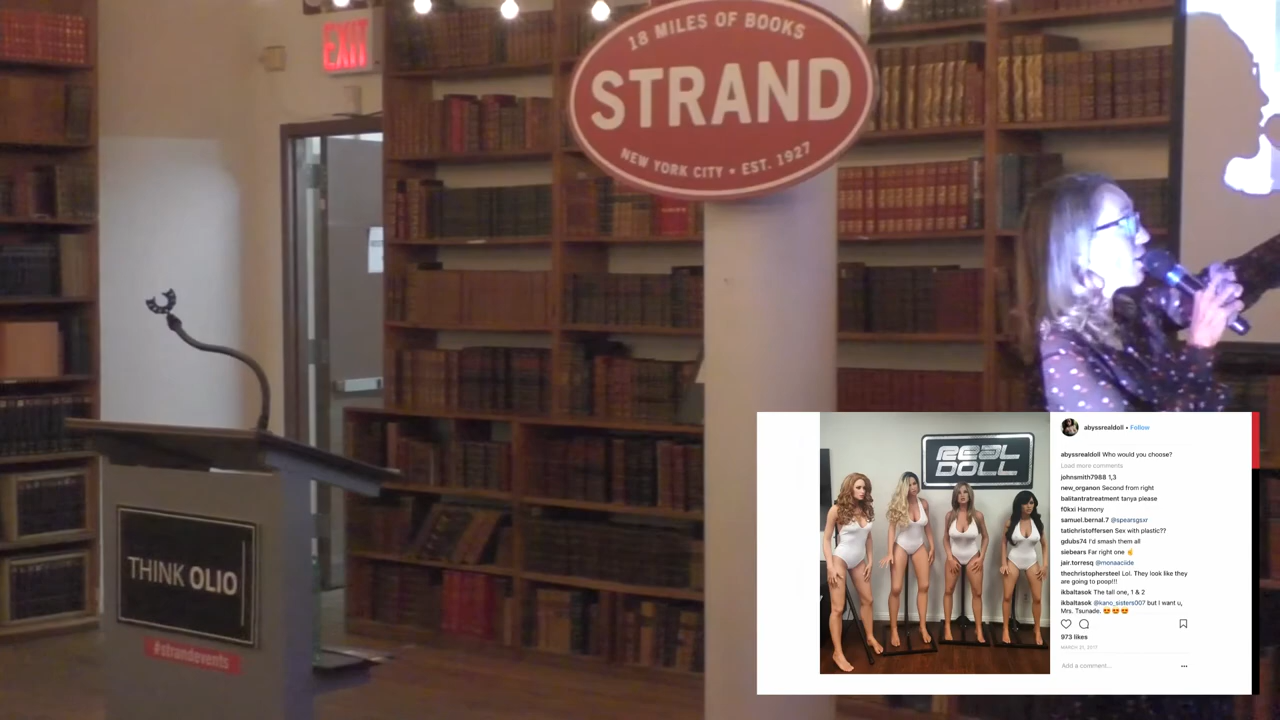 EXIT
18 MILES OF BOOKS
STRAND
NEW YORK CITY • EST. 1927
THINK OLIO
#strandevents
REAL
DOLL
abyssrealdoll • Follow
abyssrealdoll Who would you choose?
Load more comments
johnsmith7988 1,3
new_organon Second from right
balitantratreatment tanya please
f0kxi Harmony
samuel.bernal.7 @spearsgsxr
tatichristoffersen Sex with plastic??
gdubs74 I'd smash them all
siebears Far right one ☝
jair.torresq @monaaciide
thechristophersteel Lol. They look like they
are going to poop!!!
ikbaltasok The tall one, 1 & 2
ikbaltasok @kano_sisters007 but I want u,
Mrs. Tsunade. 😍😍😍
973 likes
MARCH 21, 2017
Add a comment...